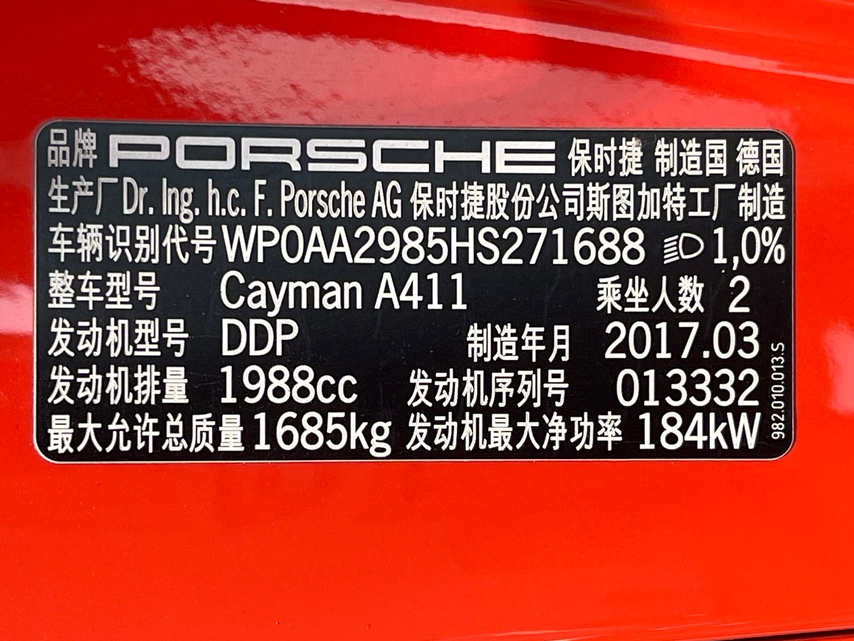 品牌 PORSCHE 保时捷 制造国 德国
生产厂 Dr. Ing. h.c. F. Porsche AG 保时捷股份公司斯图加特工厂制造
车辆识别代号 WP0AA2985HS271688 1,0%
整车型号 Cayman A411 乘坐人数 2
发动机型号 DDP 制造年月 2017.03
发动机排量 1988cc 发动机序列号 013332
最大允许总质量 1685kg 发动机最大净功率 184kW
982.010.013.S